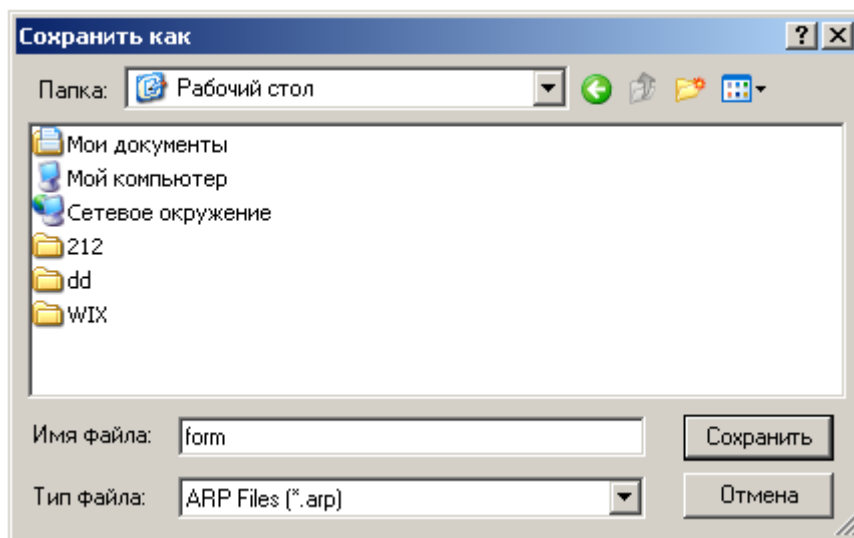 Сохранить как
Папка: Рабочий стол
Мои документы
Мой компьютер
Сетевое окружение
212
dd
WIX
Имя файла: form Сохранить
Тип файла: ARP Files (*.arp) Отмена